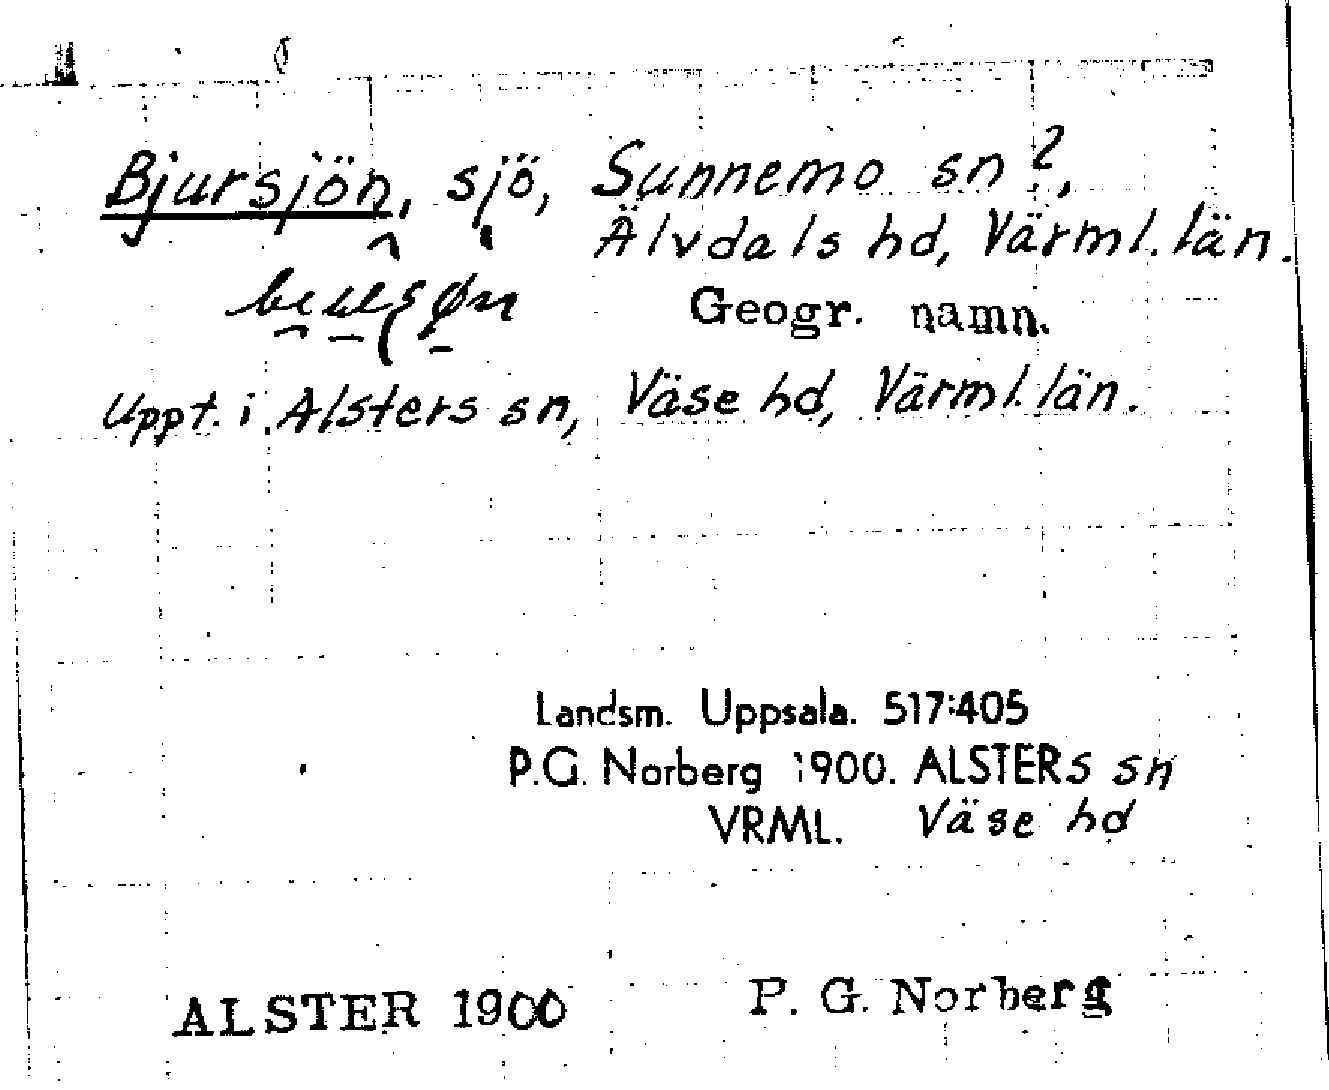 Bjursjön, sjö, Sunnemo sn?,
Älvdals hd, Värml. län.
Geogr. namn.
Uppt. i Alsters sn, Väse hd, Värml. län.
Landsm. Uppsala. 517:405
P.G. Norberg 1900. ALSTERs sn
VRML. Väse hd
ALSTER 1900 P. G. Norberg